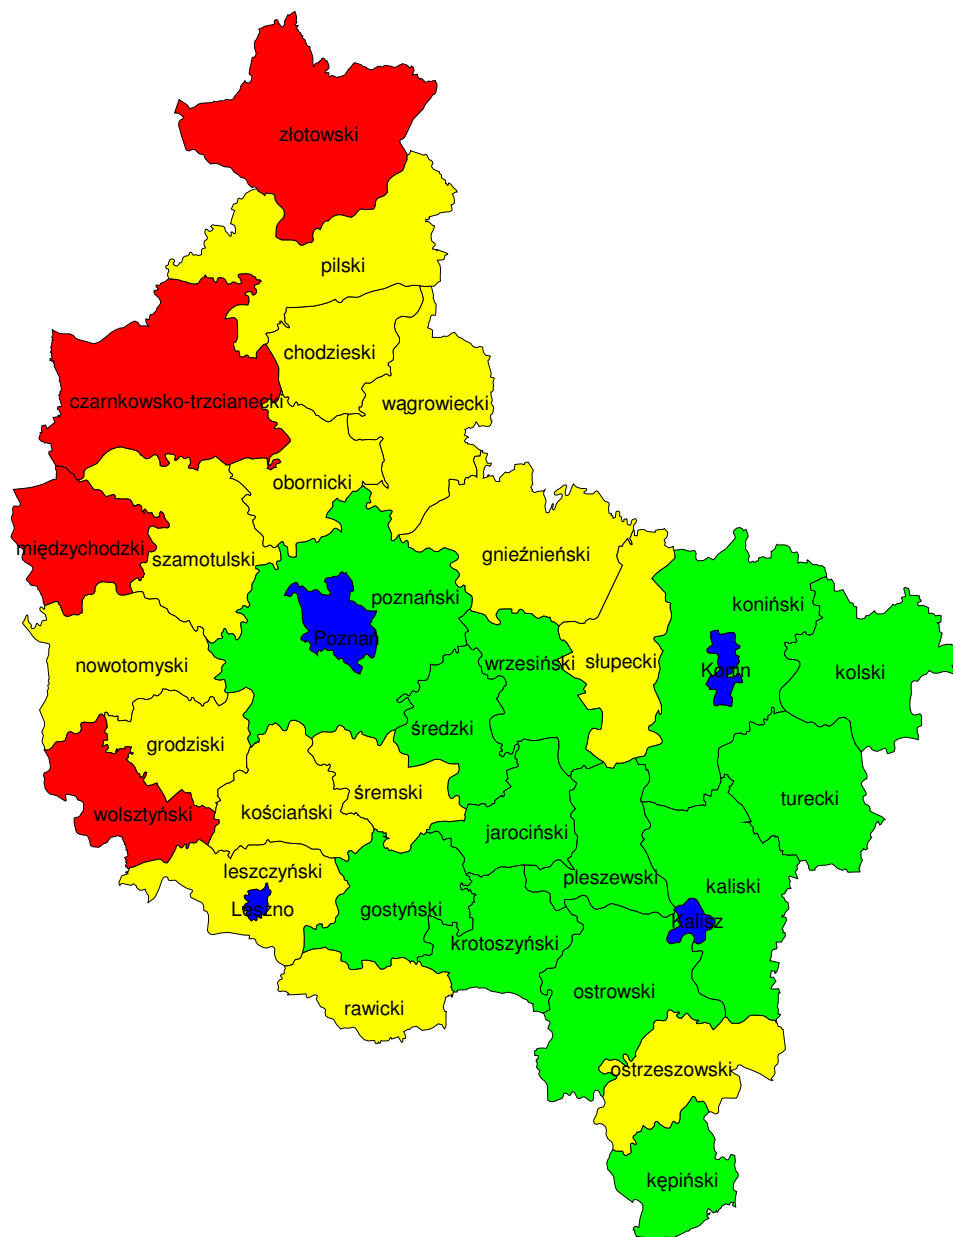 złotowski
pilski
chodzieski
czarnkowsko-trzcianecki
wągrowiecki
obornicki
międzychodzki
szamotulski
gnieźnieński
poznański
koniński
Poznań
nowotomyski
wrzesiński
słupecki
Konin
kolski
średzki
grodziski
śremski
turecki
kościański
wolsztyński
jarociński
leszczyński
pleszewski
kaliski
Leszno
gostyński
Kalisz
krotoszyński
ostrowski
rawicki
ostrzeszowski
kępiński